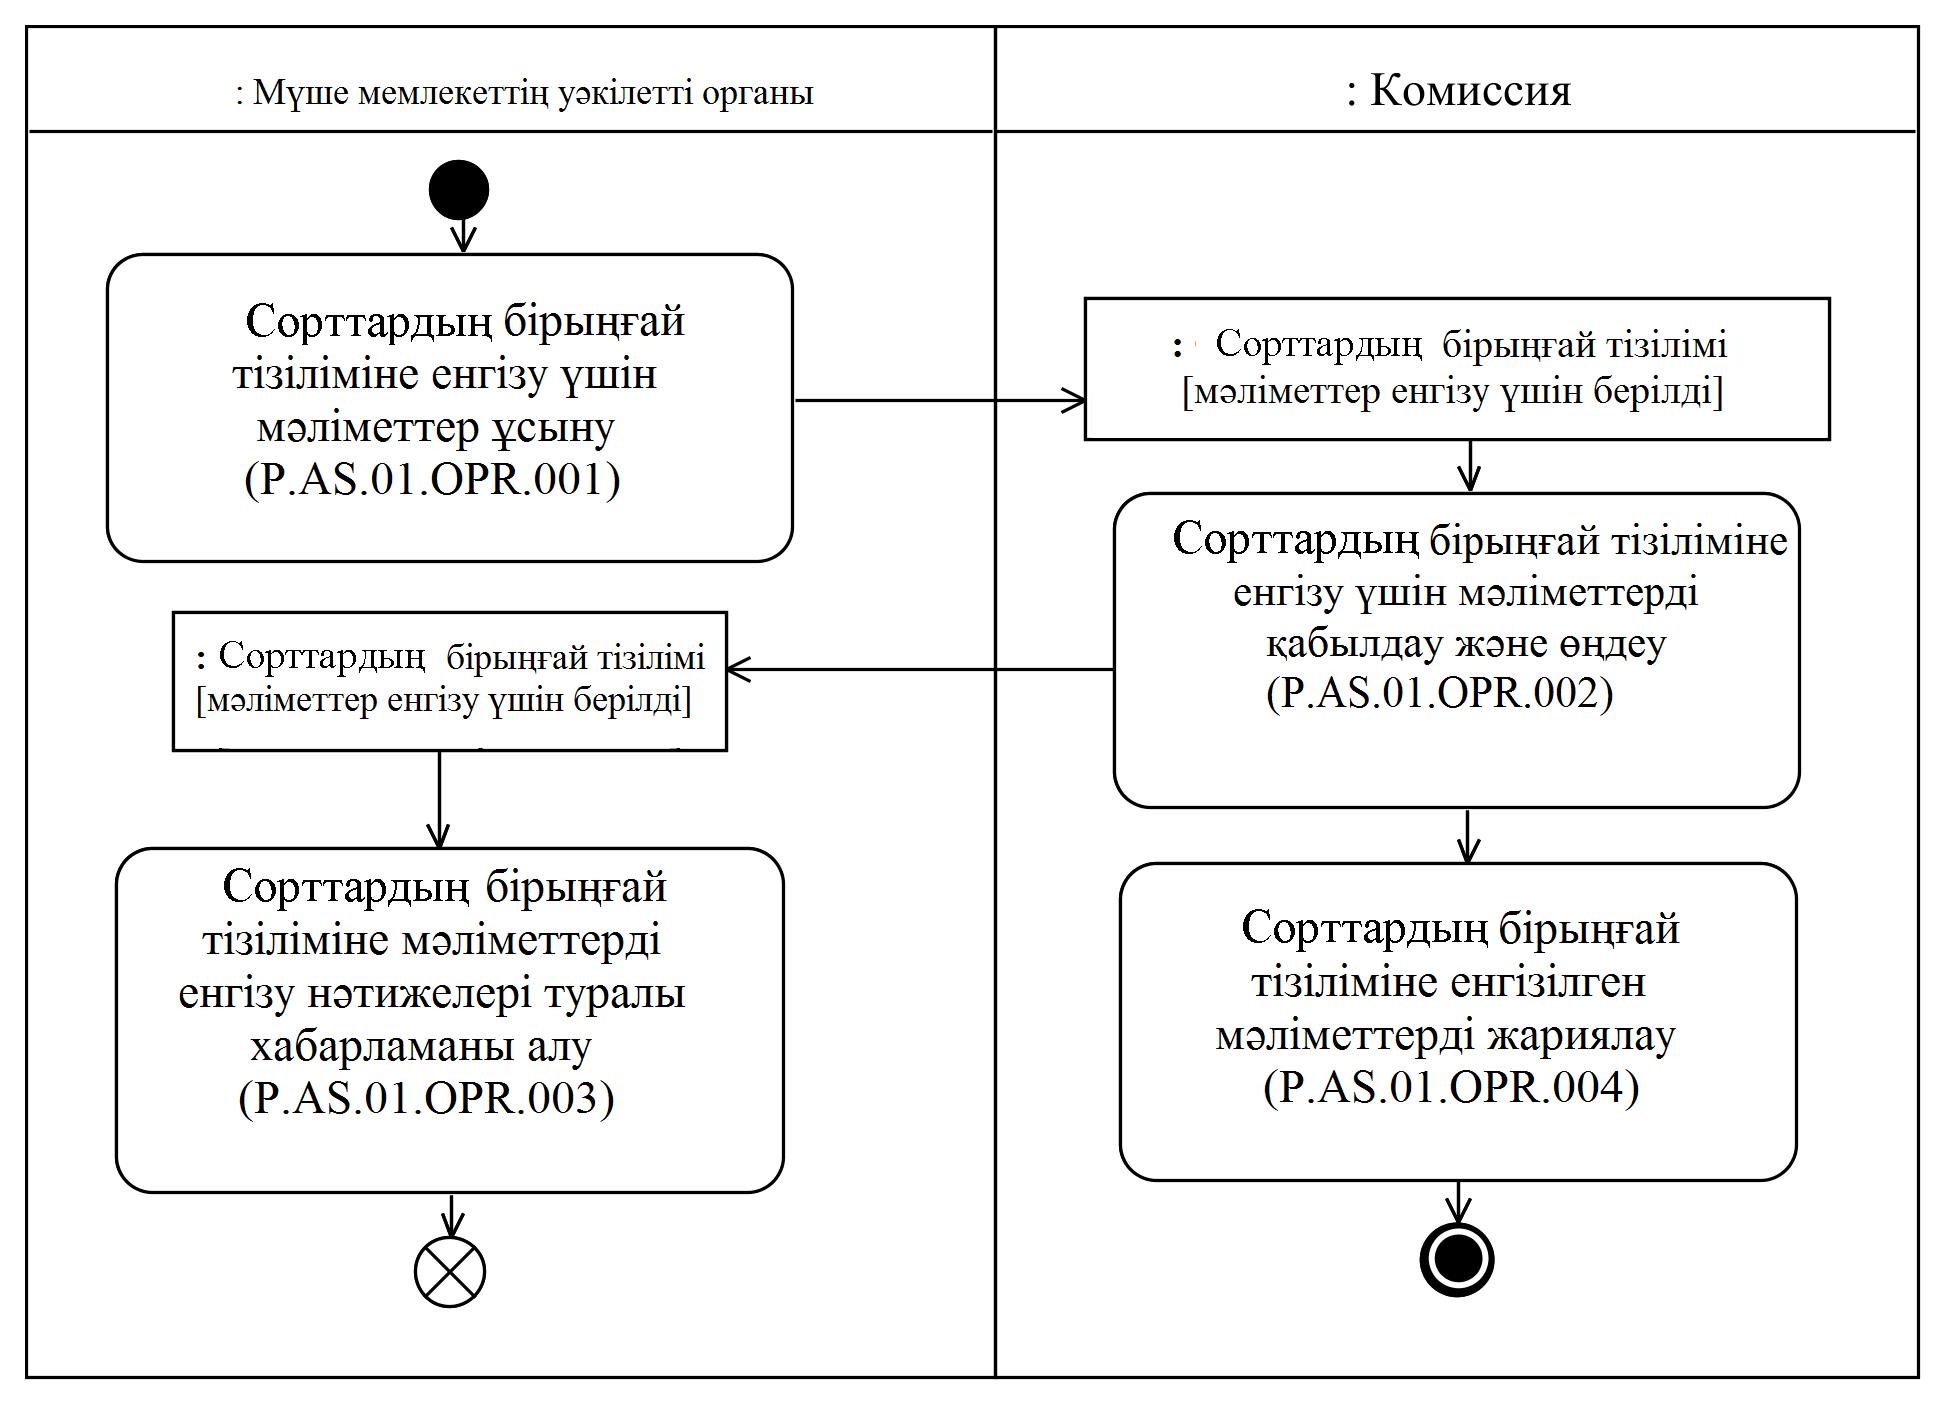 : Мүше мемлекеттің уәкілетті органы
: Комиссия
Сорттардың бірыңғай
тізіліміне енгізу үшін
мәліметтер ұсыну
(P.AS.01.OPR.001)
: Сорттардың бірыңғай тізілімі
[мәліметтер енгізу үшін берілді]
Сорттардың бірыңғай тізіліміне
енгізу үшін мәліметтерді
қабылдау және өңдеу
(P.AS.01.OPR.002)
: Сорттардың бірыңғай тізілімі
[мәліметтер енгізу үшін берілді]
Сорттардың бірыңғай
тізіліміне мәліметтерді
енгізу нәтижелері туралы
хабарламаны алу
(P.AS.01.OPR.003)
Сорттардың бірыңғай
тізіліміне енгізілген
мәліметтерді жариялау
(P.AS.01.OPR.004)